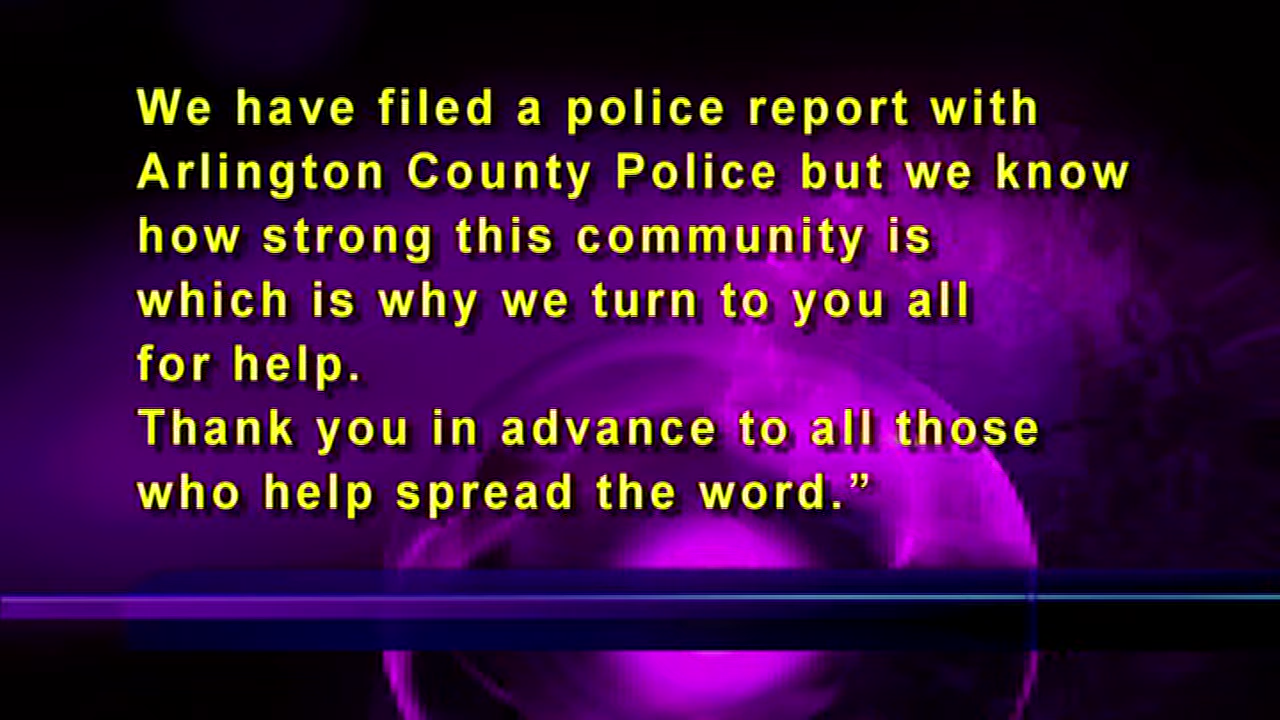 We have filed a police report with
Arlington County Police but we know
how strong this community is
which is why we turn to you all
for help.
Thank you in advance to all those
who help spread the word.”